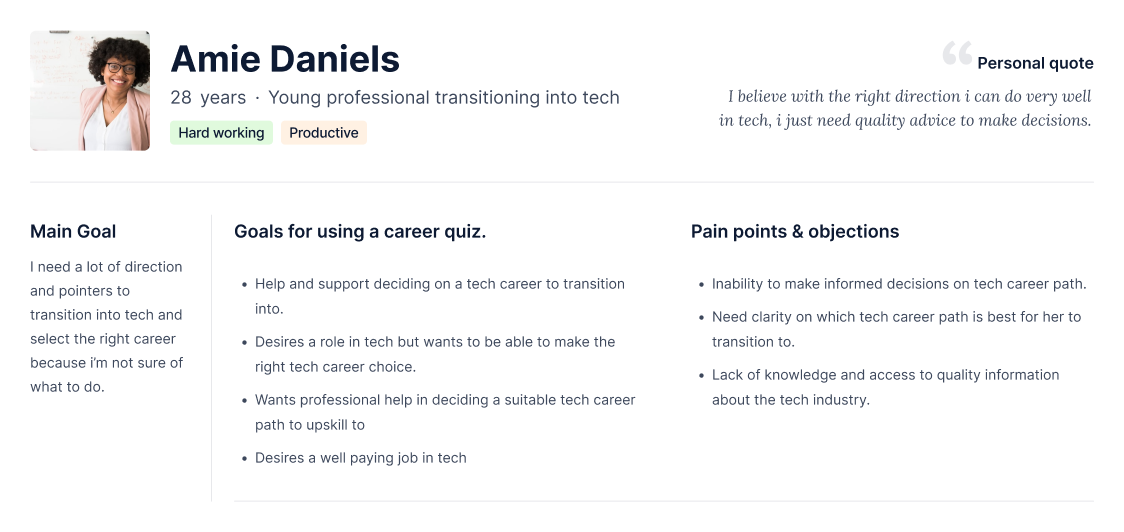 Amie Daniels
28 years · Young professional transitioning into tech
Hard working
Productive
“ Personal quote
I believe with the right direction i can do very well
in tech, i just need quality advice to make decisions.
Main Goal
I need a lot of direction
and pointers to
transition into tech and
select the right career
because i’m not sure of
what to do.
Goals for using a career quiz.
• Help and support deciding on a tech career to transition
into.
• Desires a role in tech but wants to be able to make the
right tech career choice.
• Wants professional help in deciding a suitable tech career
path to upskill to
• Desires a well paying job in tech
Pain points & objections
• Inability to make informed decisions on tech career path.
• Need clarity on which tech career path is best for her to
transition to.
• Lack of knowledge and access to quality information
about the tech industry.